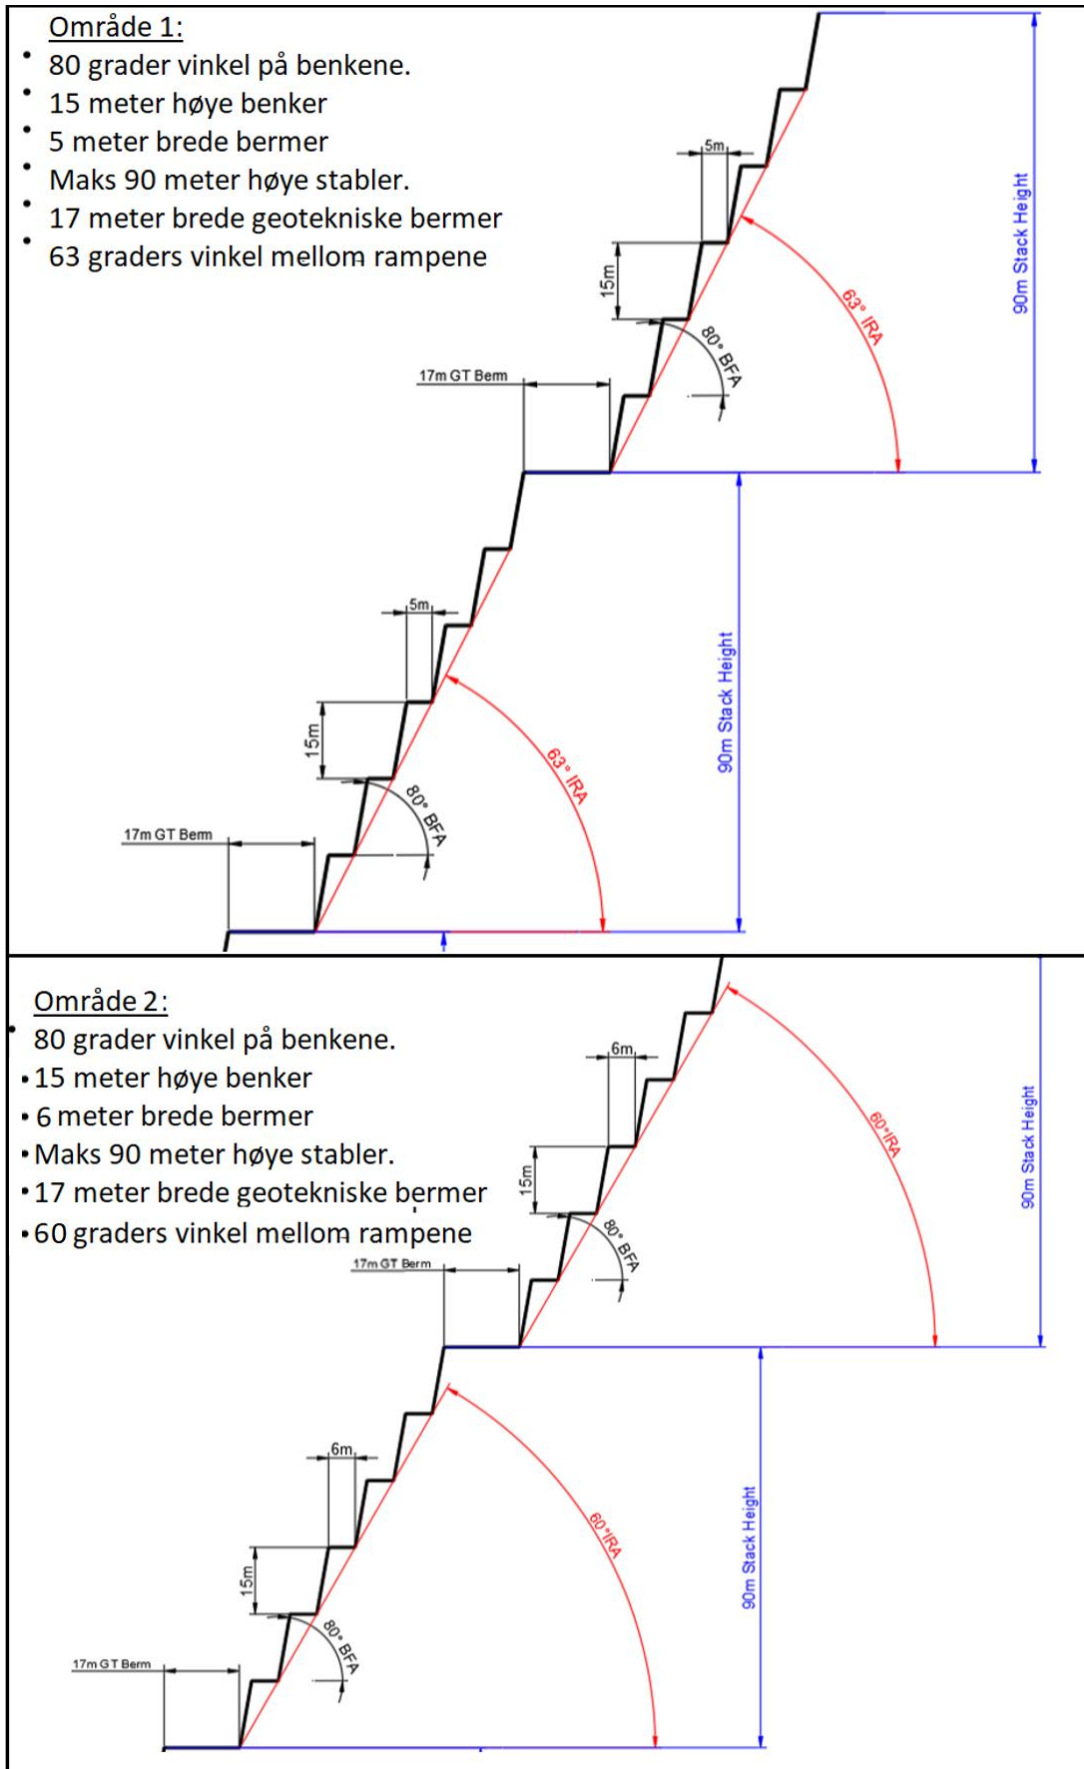 Område 1:
• 80 grader vinkel på benkene.
• 15 meter høye benker
• 5 meter brede bermer
• Maks 90 meter høye stabler.
• 17 meter brede geotekniske bermer
• 63 graders vinkel mellom rampene
5m
15m
80° BFA
63° IRA
90m Stack Height
17m GT Berm
5m
15m
80° BFA
63° IRA
90m Stack Height
17m GT Berm
Område 2:
• 80 grader vinkel på benkene.
• 15 meter høye benker
• 6 meter brede bermer
• Maks 90 meter høye stabler.
• 17 meter brede geotekniske bermer
• 60 graders vinkel mellom rampene
6m
15m
80° BFA
60°IRA
90m Stack Height
17m GT Berm
6m
15m
80° BFA
60°IRA
90m Stack Height
17m GT Berm